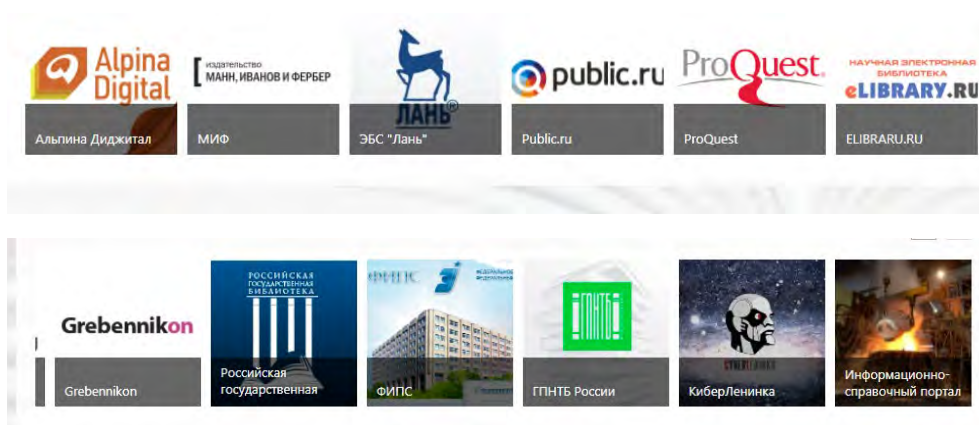 Alpina
Digital
Альпина Диджитал
издательство
МАНН, ИВАНОВ И ФЕРБЕР
МИФ
ЛАНЬ®
ЭБС "Лань"
public.ru
Public.ru
ProQuest
ProQuest
НАУЧНАЯ ЭЛЕКТРОННАЯ
БИБЛИОТЕКА
eLIBRARY.RU
ELIBRARU.RU
Grebennikon
Grebennikon
РОССИЙСКАЯ
ГОСУДАРСТВЕННАЯ
БИБЛИОТЕКА
Российская
государственная
ФИПС
ФИПС
ГПНТБ
ГПНТБ России
CYBERLENINKA
КиберЛенинка
Информационно-
справочный портал